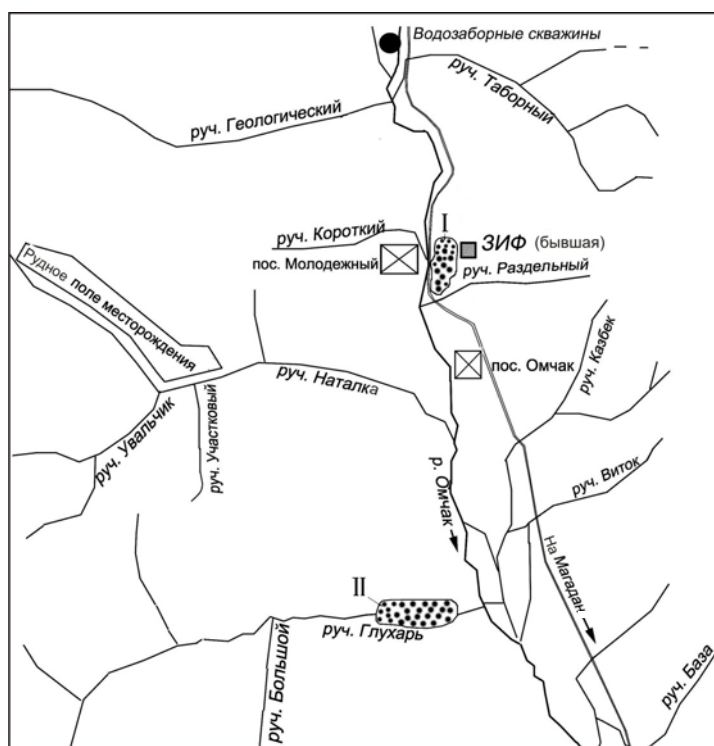 Водозаборные скважины
руч. Таборный
руч. Геологический
I
руч. Короткий
ЗИФ (бывшая)
пос. Молодежный
руч. Раздельный
Рудное поле месторождения
руч. Казбек
пос. Омчак
руч. Наталка
руч. Увальчик
руч. Участковый
р. Омчак
руч. Виток
На Магадан
II
руч. Глухарь
руч. Большой
руч. База